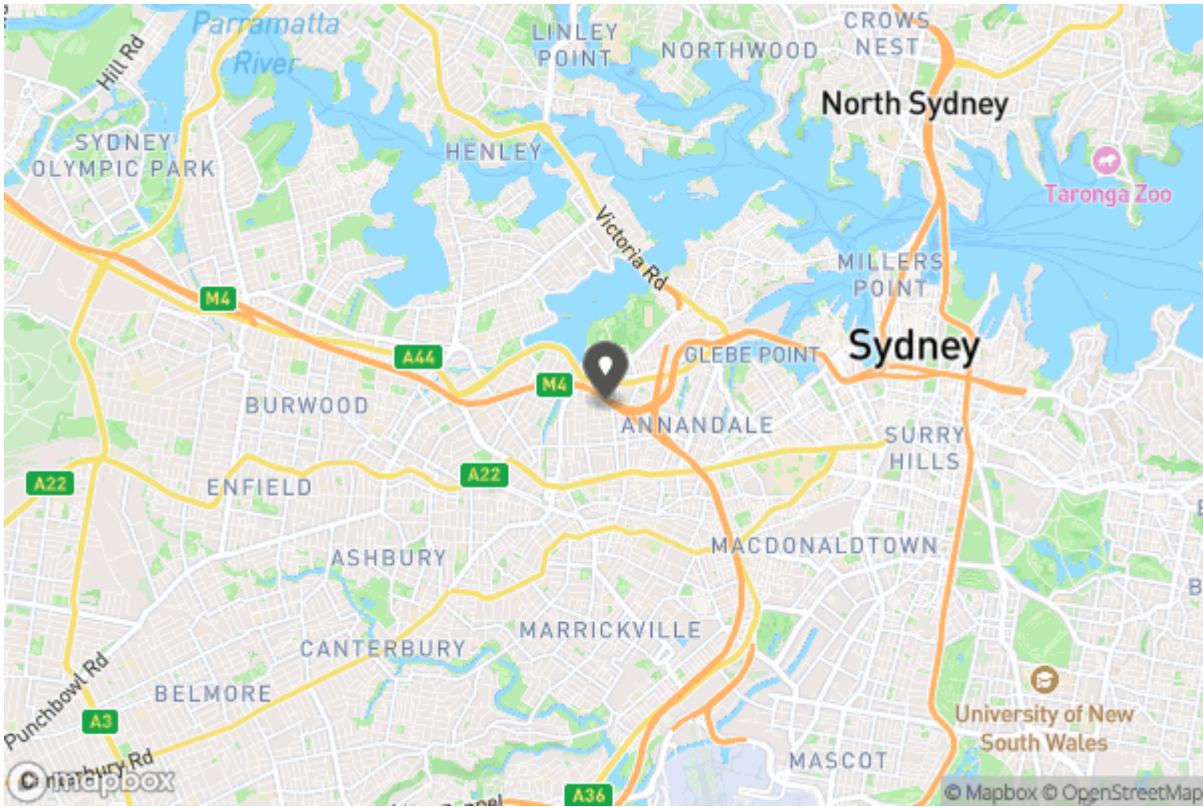 Parramatta
River
Hill Rd
LINLEY
POINT
NORTHWOOD
CROWS
NEST
North Sydney
SYDNEY
OLYMPIC PARK
HENLEY
Taronga Zoo
Victoria Rd
MILLERS
POINT
M4
A44
GLEBE POINT
Sydney
M4
BURWOOD
ANNANDALE
SURRY
HILLS
A22
ENFIELD
A22
ASHBURY
MACDONALDTOWN
B
CANTERBURY
MARRICKVILLE
BELMORE
Punchbowl Rd
A3
University of New
South Wales
MASCOT
mapbox
A36
© Mapbox © OpenStreetMap